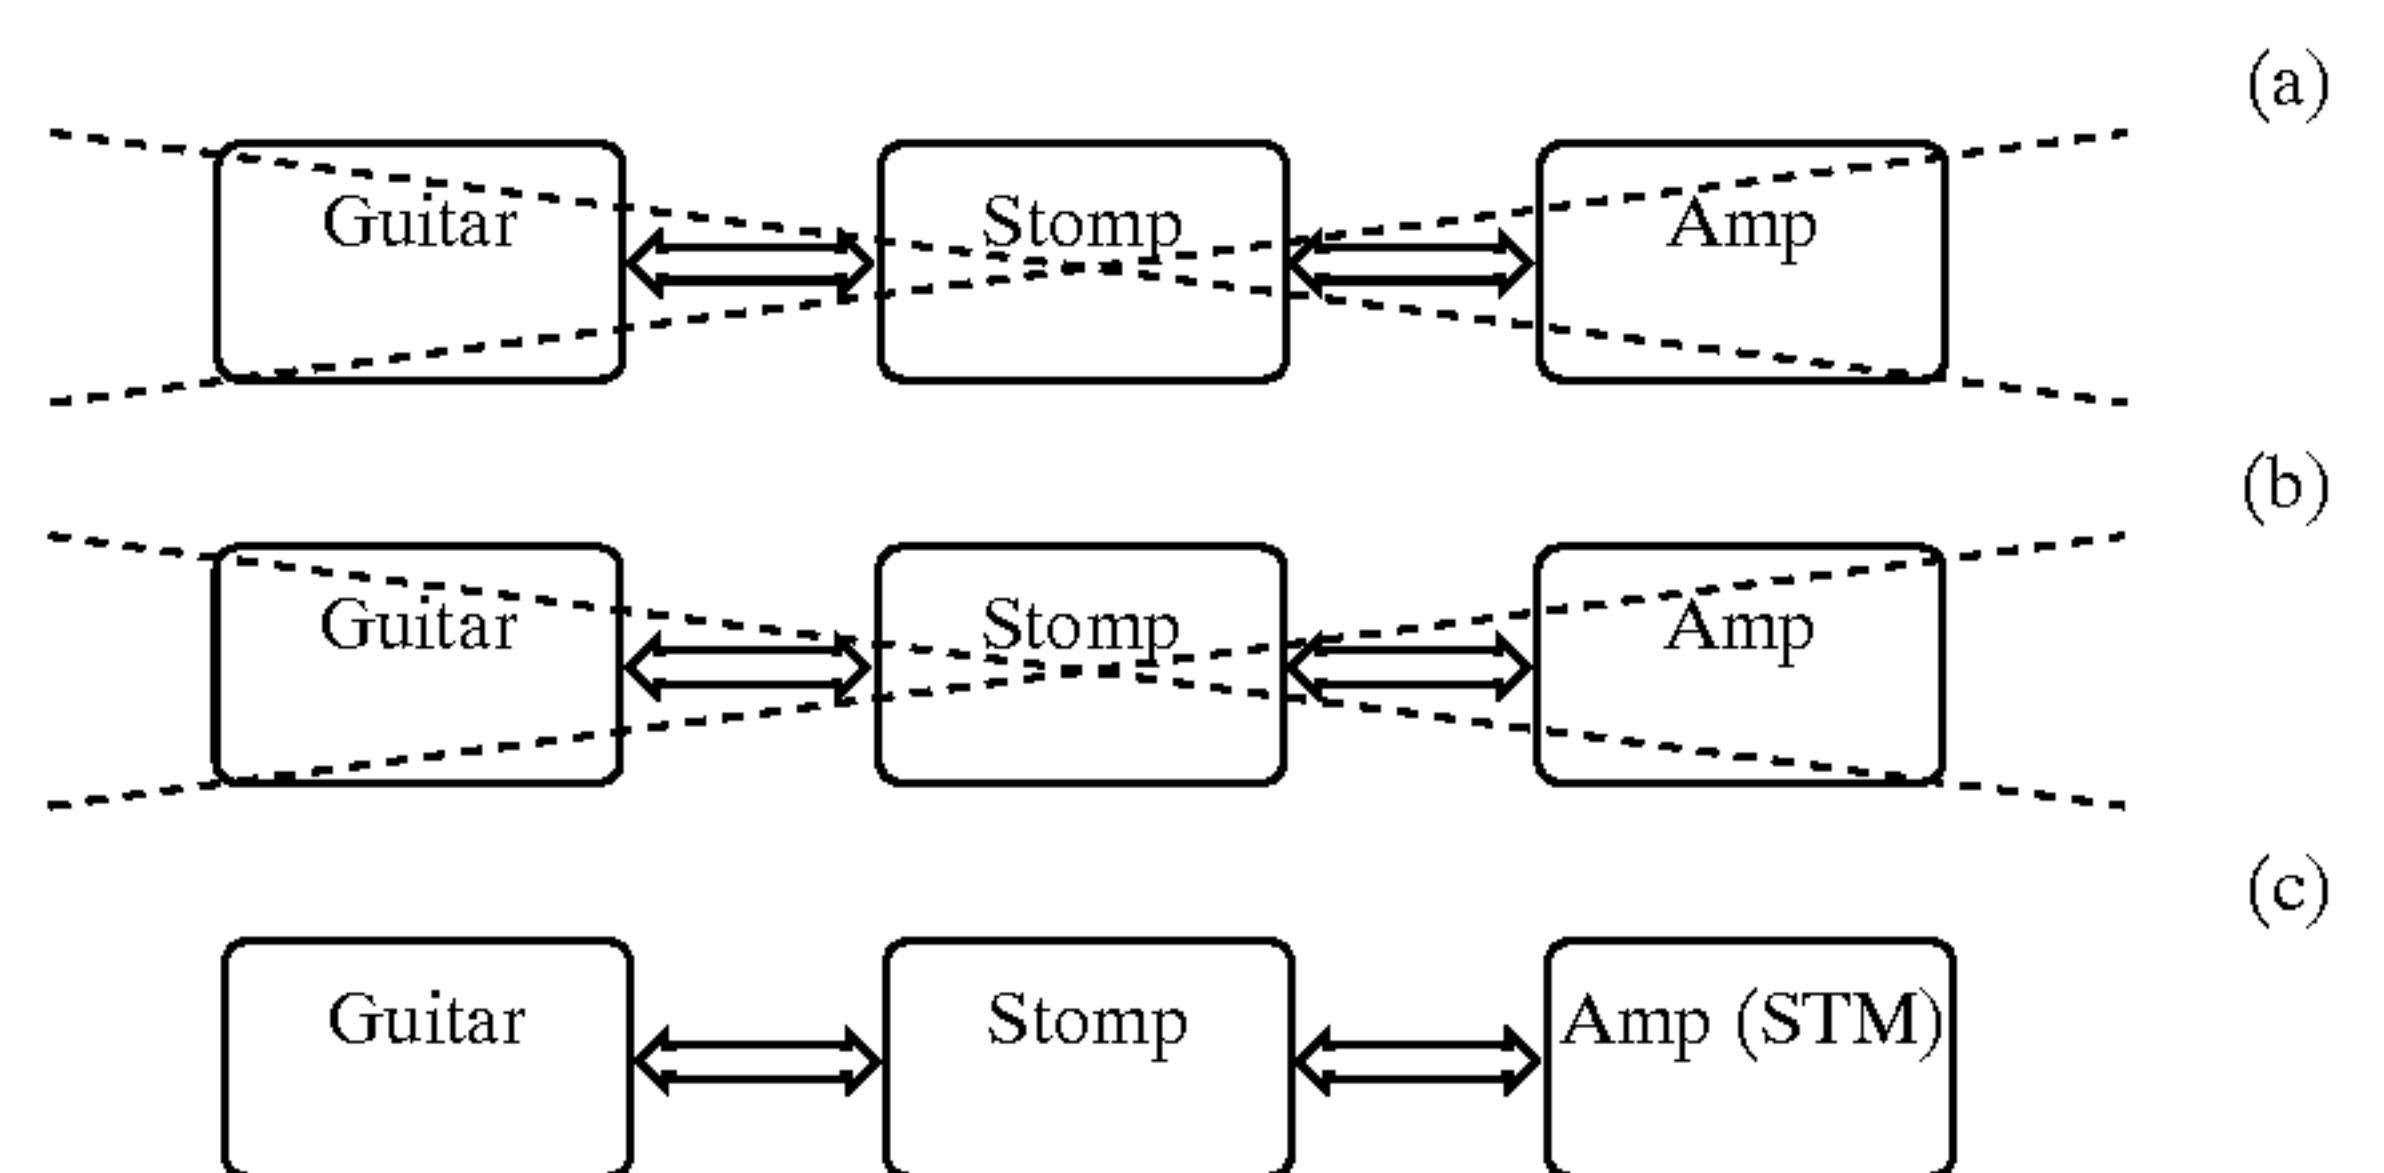 (a)
Guitar Stomp Amp
(b)
Guitar Stomp Amp
(c)
Guitar Stomp Amp (STM)